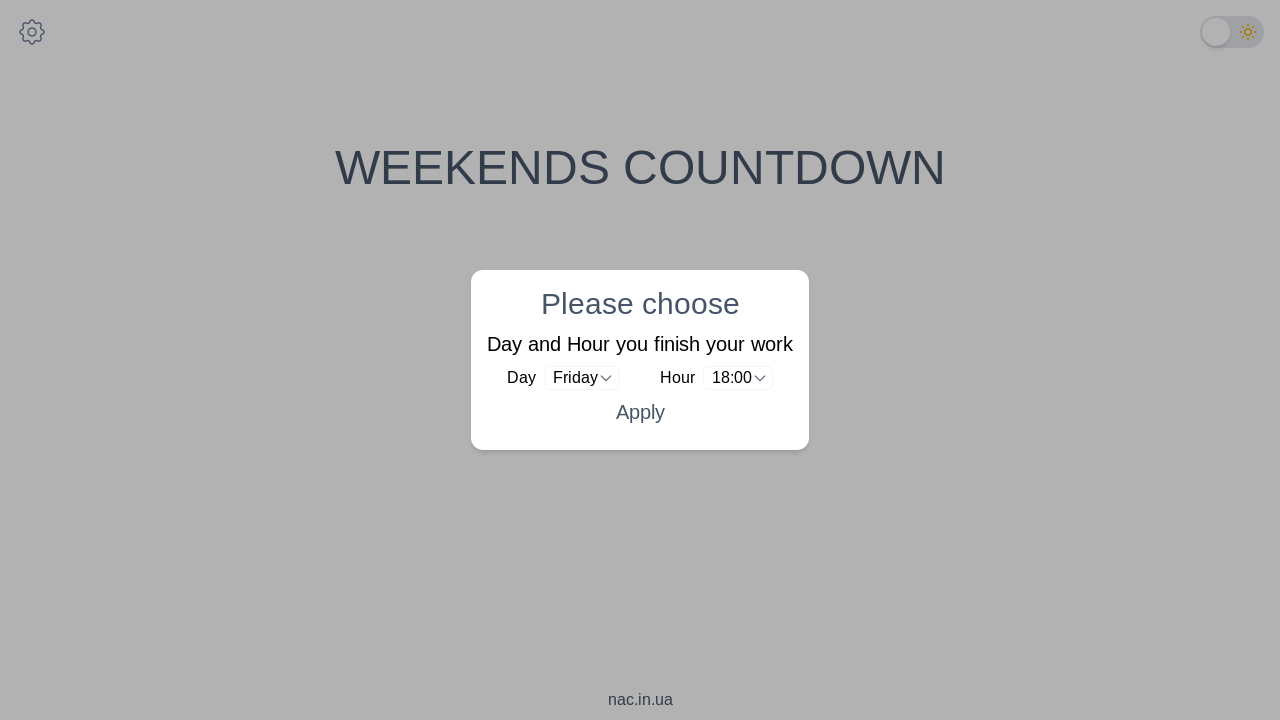 WEEKENDS COUNTDOWN
Please choose
Day and Hour you finish your work
Day Friday Hour 18:00
Apply
nac.in.ua